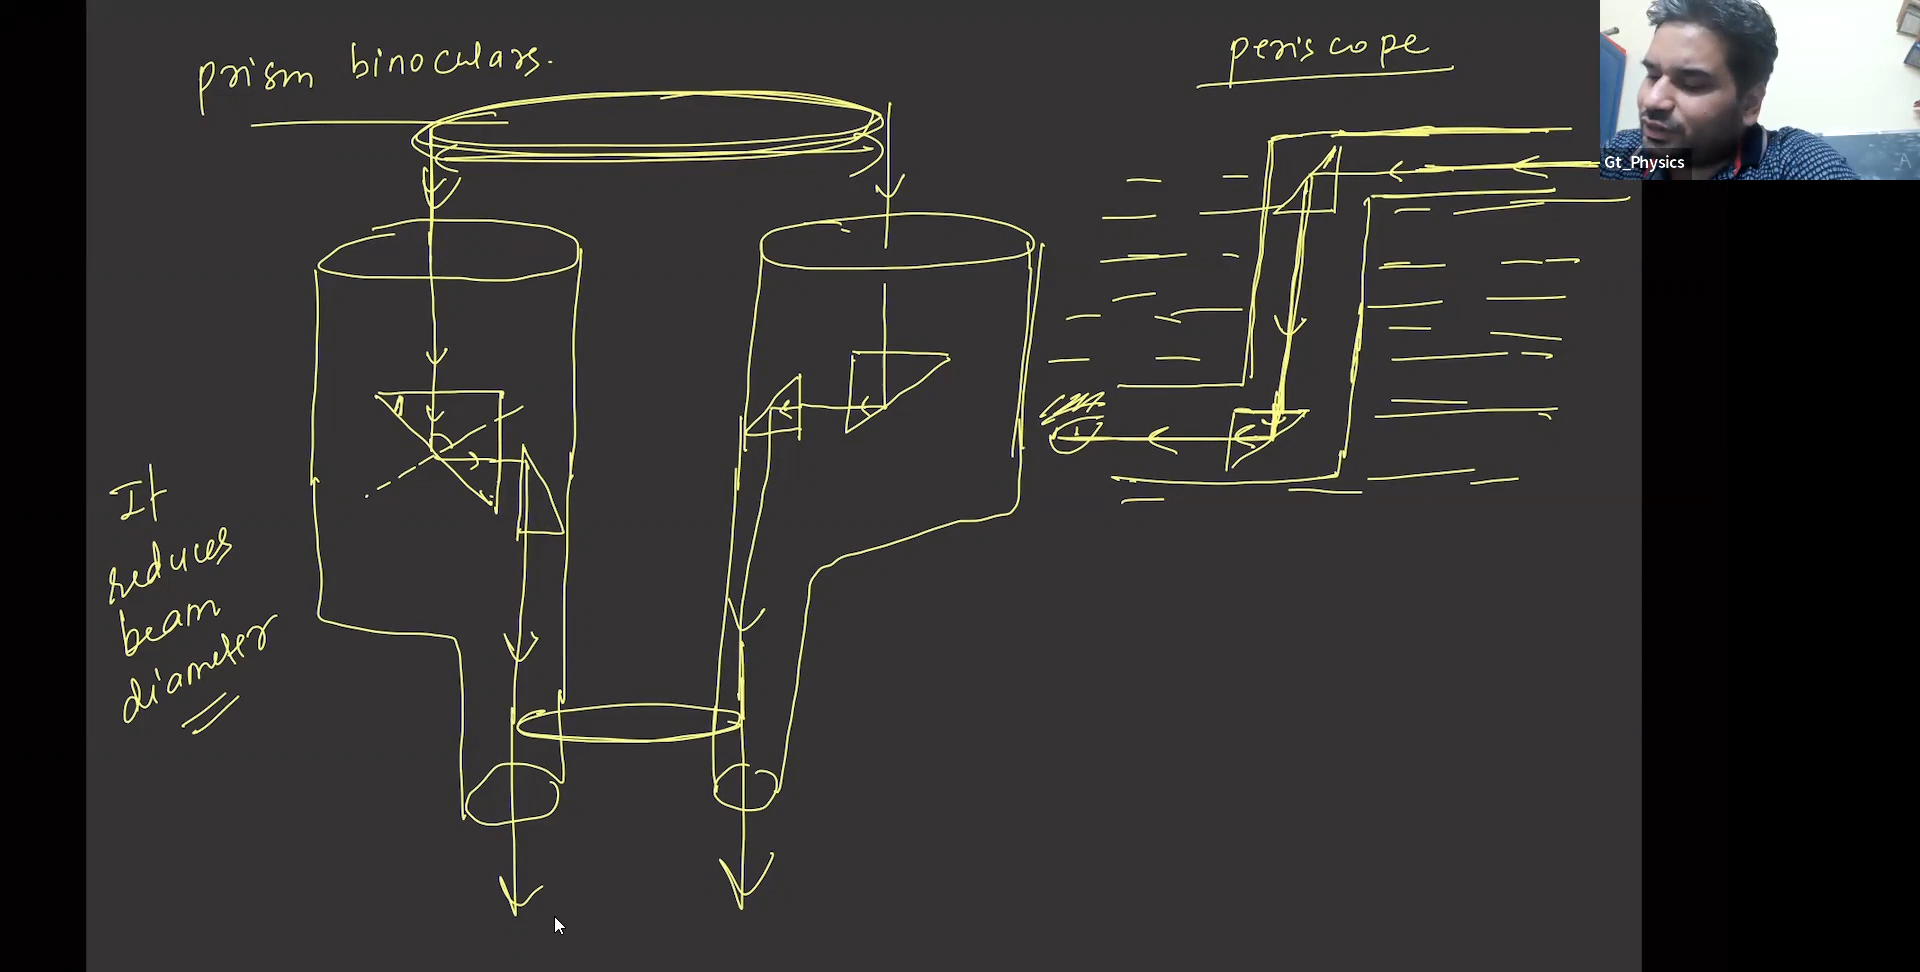 prism binoculars.
periscope
Gt_Physics
It
reduces
beam
diameter